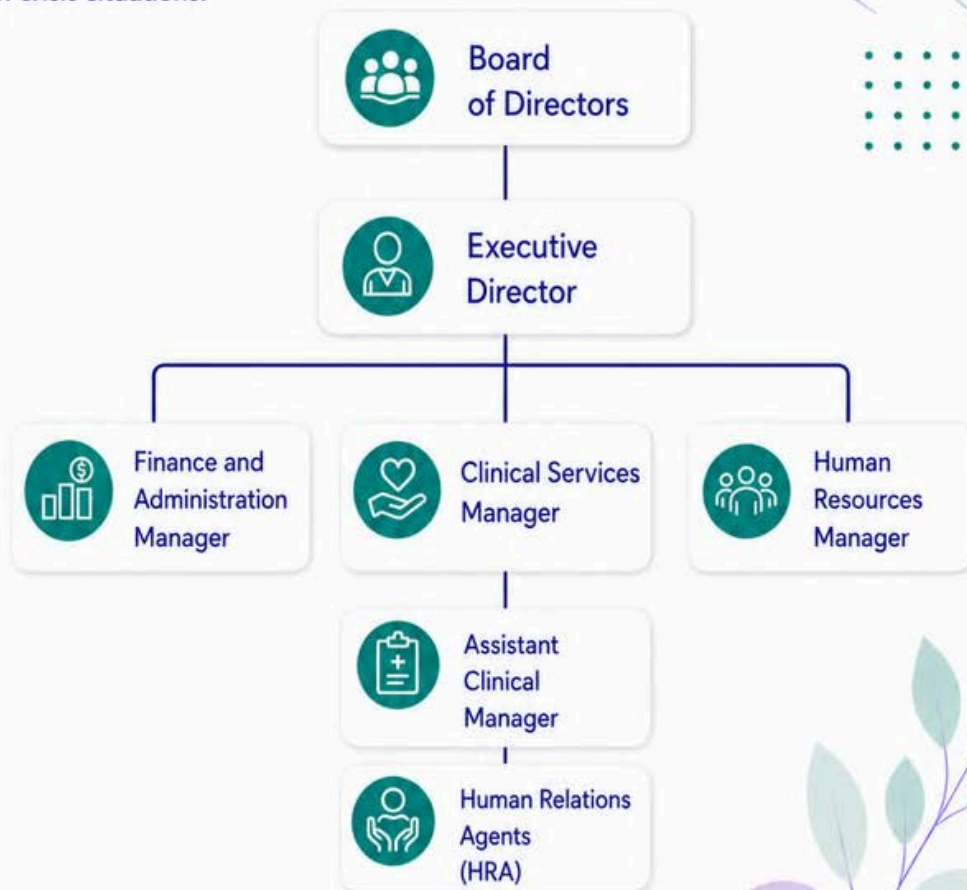 Board
of Directors
Executive
Director
$
Finance and
Administration
Manager
Clinical Services
Manager
Human
Resources
Manager
Assistant
Clinical
Manager
Human Relations
Agents
(HRA)